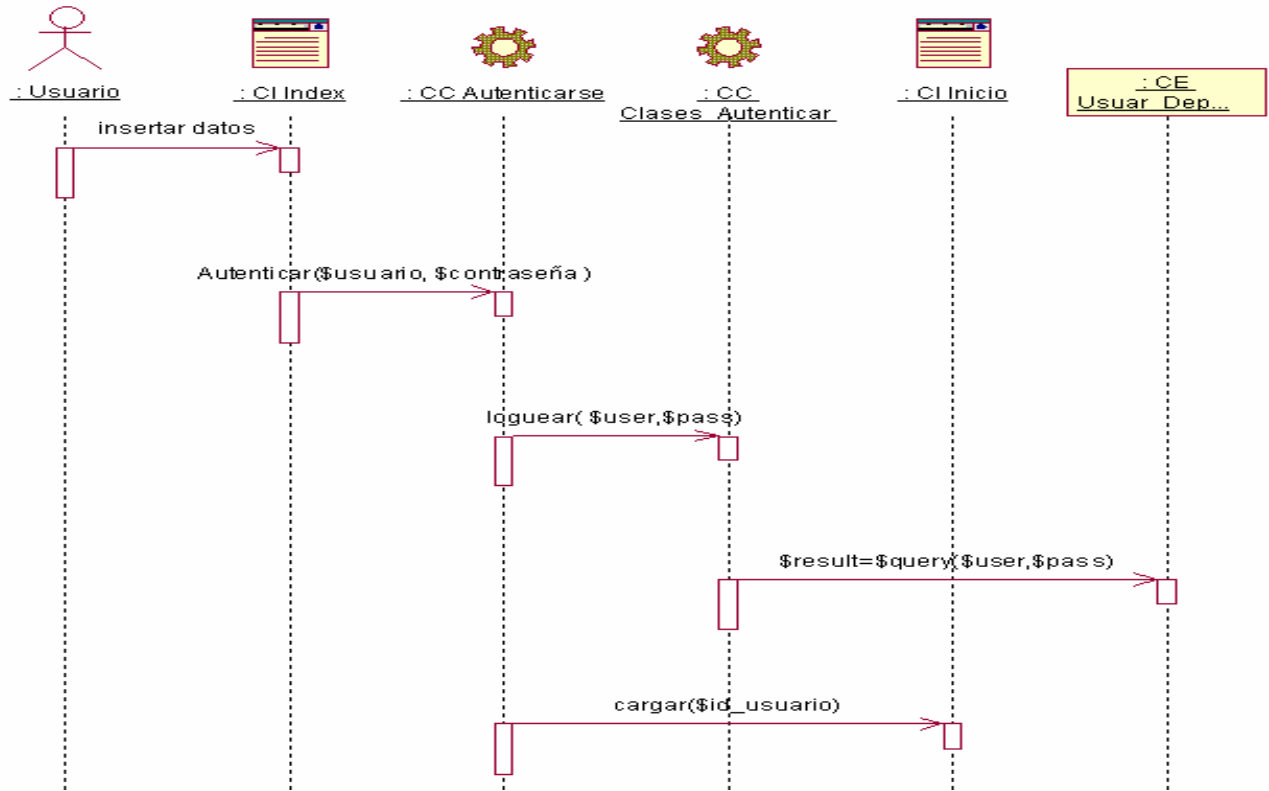 : Usuario
: CI Index
: CC Autenticarse
: CC
Clases_Autenticar
: CI Inicio
: CE
Usuar_Dep...
insertar datos
Autenticar($usuario, $contraseña )
loguear( $user,$pass)
$result=$query($user,$pass)
cargar($id_usuario)